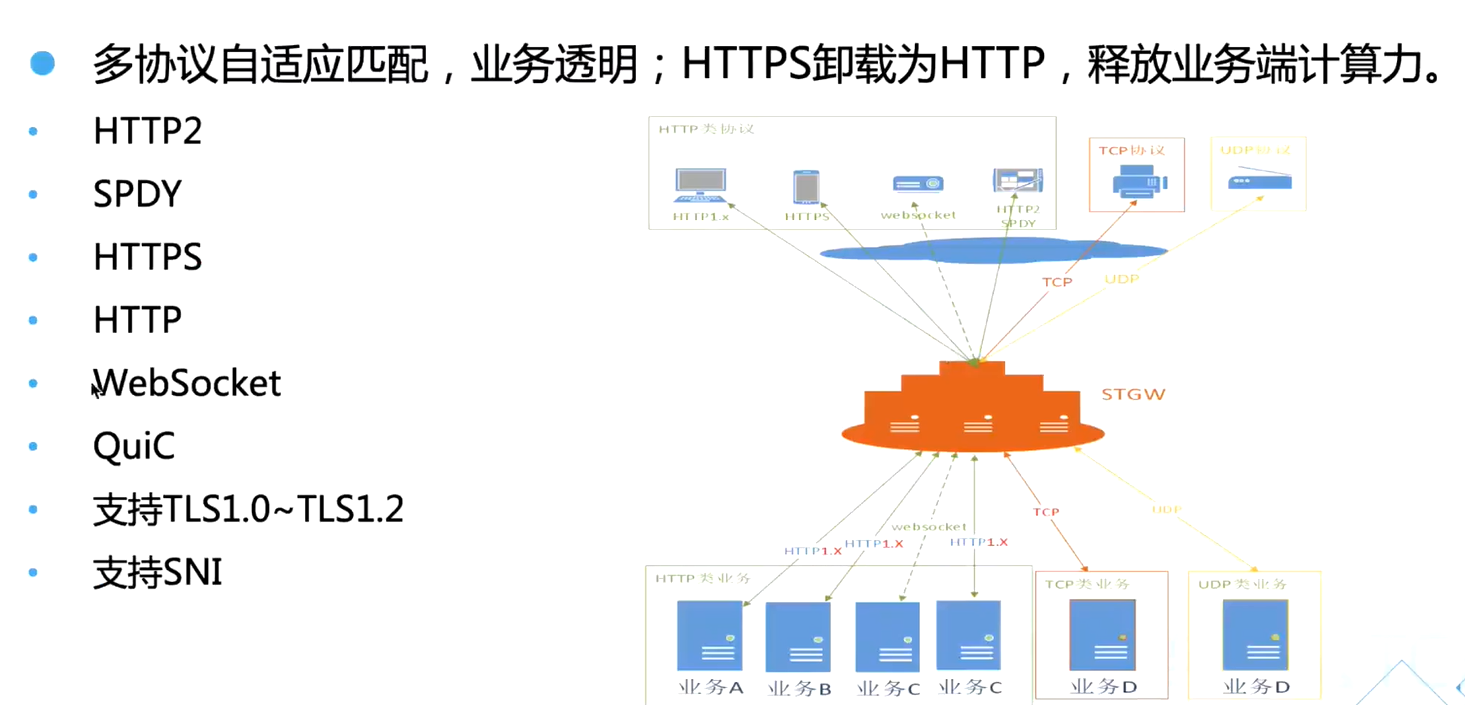 多协议自适应匹配，业务透明；HTTPS卸载为HTTP，释放业务端计算力。
HTTP2
SPDY
HTTPS
HTTP
WebSocket
QuiC
支持TLS1.0~TLS1.2
支持SNI
HTTP 类协议
HTTP1.x
HTTPS
websocket
HTTP2
SPDY
TCP协议
UDP协议
TCP
UDP
STGW
websocket
HTTP1.X
HTTP1.X
HTTP1.X
TCP
UDP
HTTP 类业务
业务A
业务B
业务C
业务C
TCP类业务
业务D
UDP 类业务
业务D